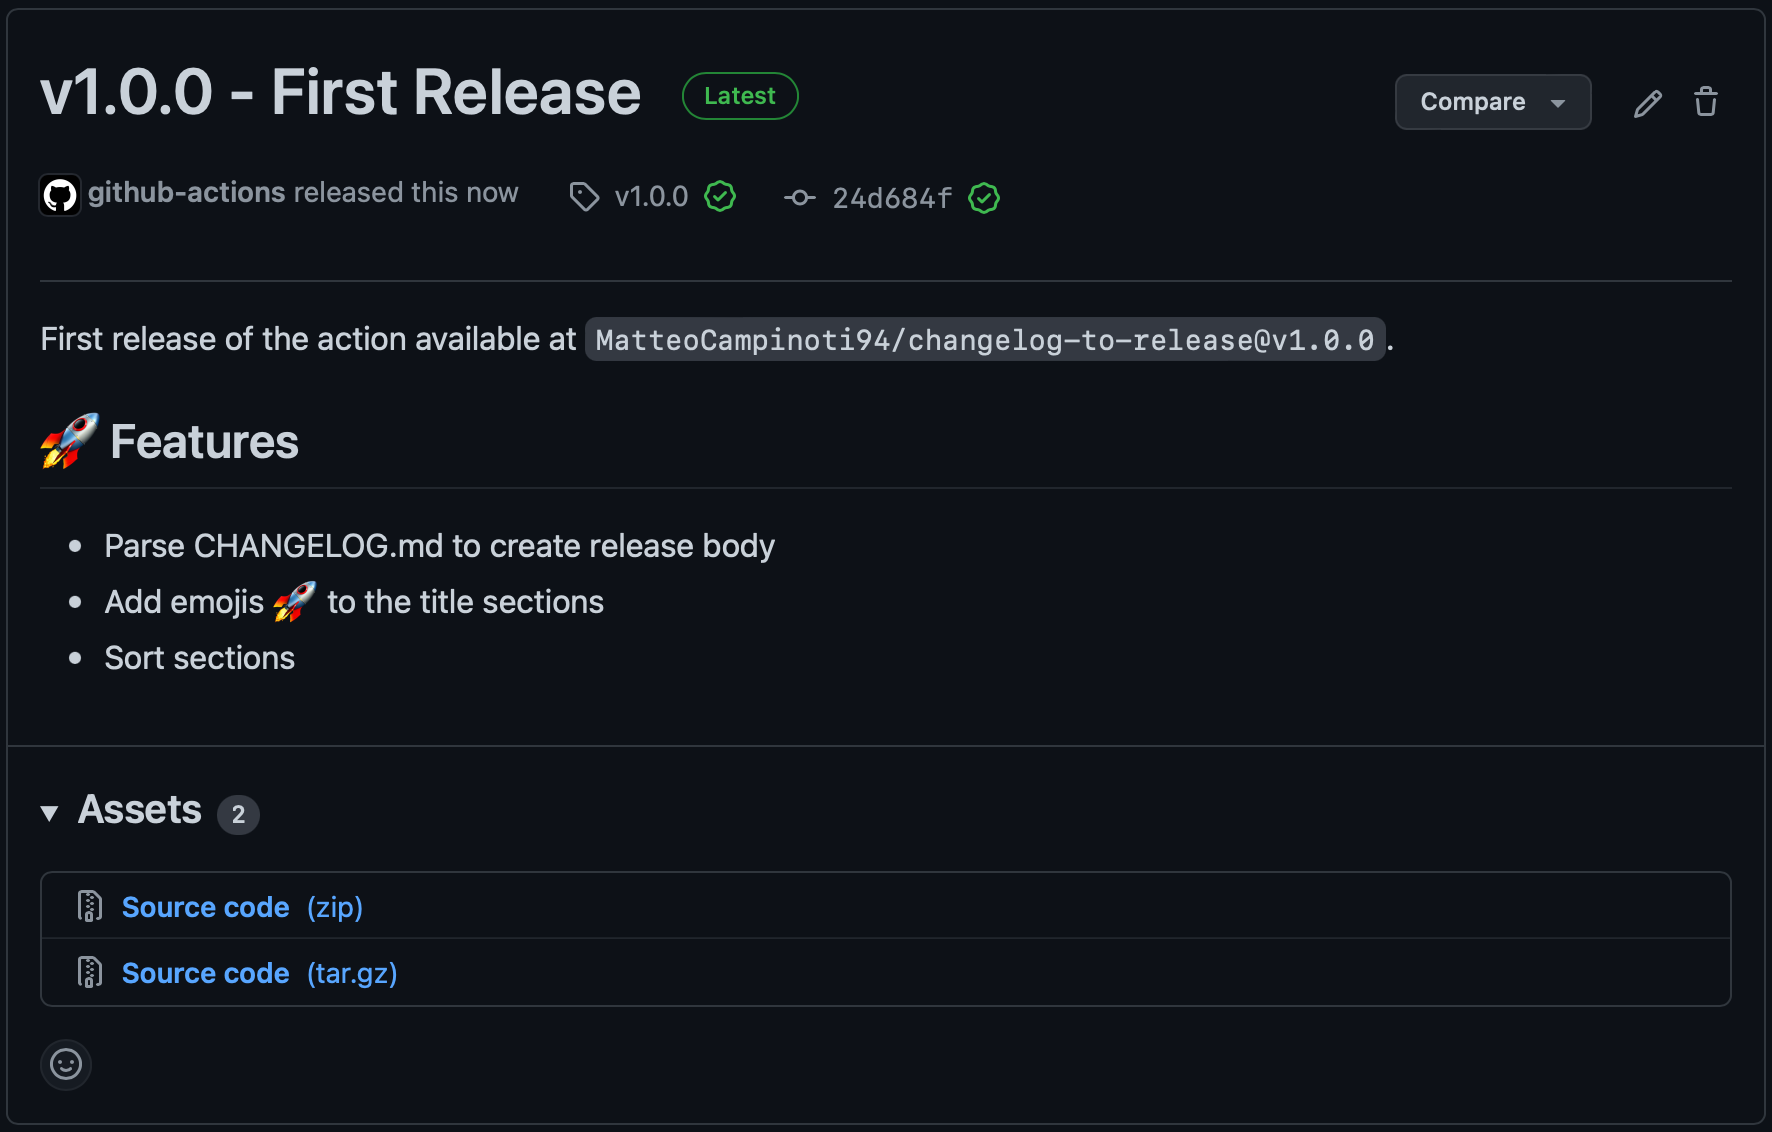 v1.0.0 - First Release Latest Compare
github-actions released this now v1.0.0 24d684f
First release of the action available at MatteoCampinoti94/changelog-to-release@v1.0.0.
🚀 Features
• Parse CHANGELOG.md to create release body
• Add emojis 🚀 to the title sections
• Sort sections
Assets 2
Source code (zip)
Source code (tar.gz)